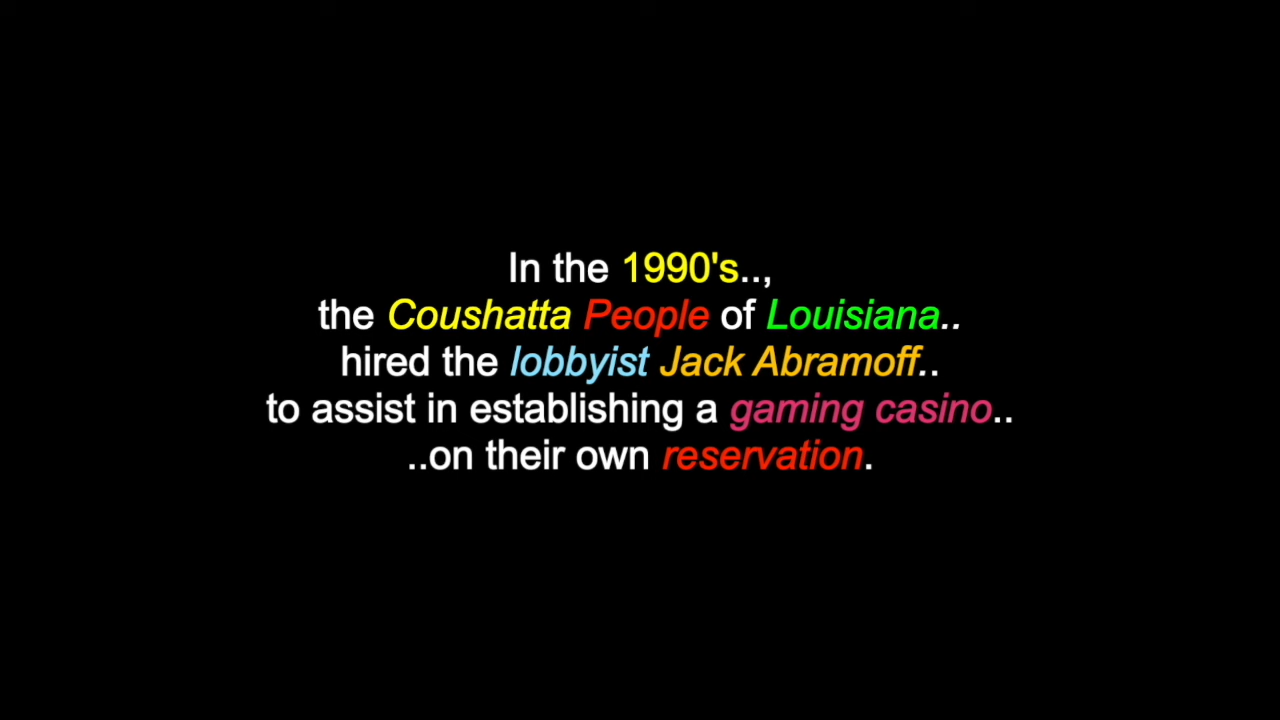 In the 1990's..,
the Coushatta People of Louisiana..
hired the lobbyist Jack Abramoff..
to assist in establishing a gaming casino..
..on their own reservation.